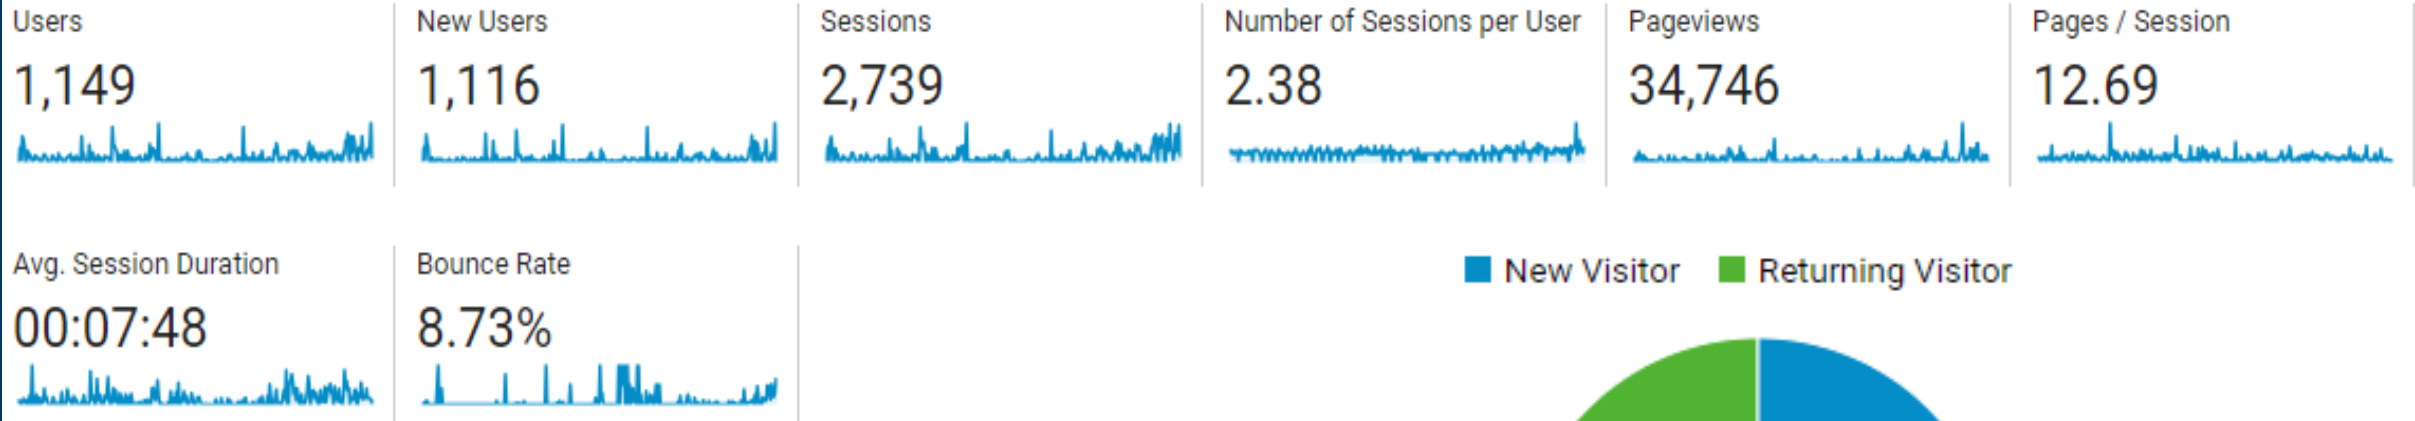 Users
1,149
New Users
1,116
Sessions
2,739
Number of Sessions per User
2.38
Pageviews
34,746
Pages / Session
12.69
Avg. Session Duration
00:07:48
Bounce Rate
8.73%
New Visitor
Returning Visitor